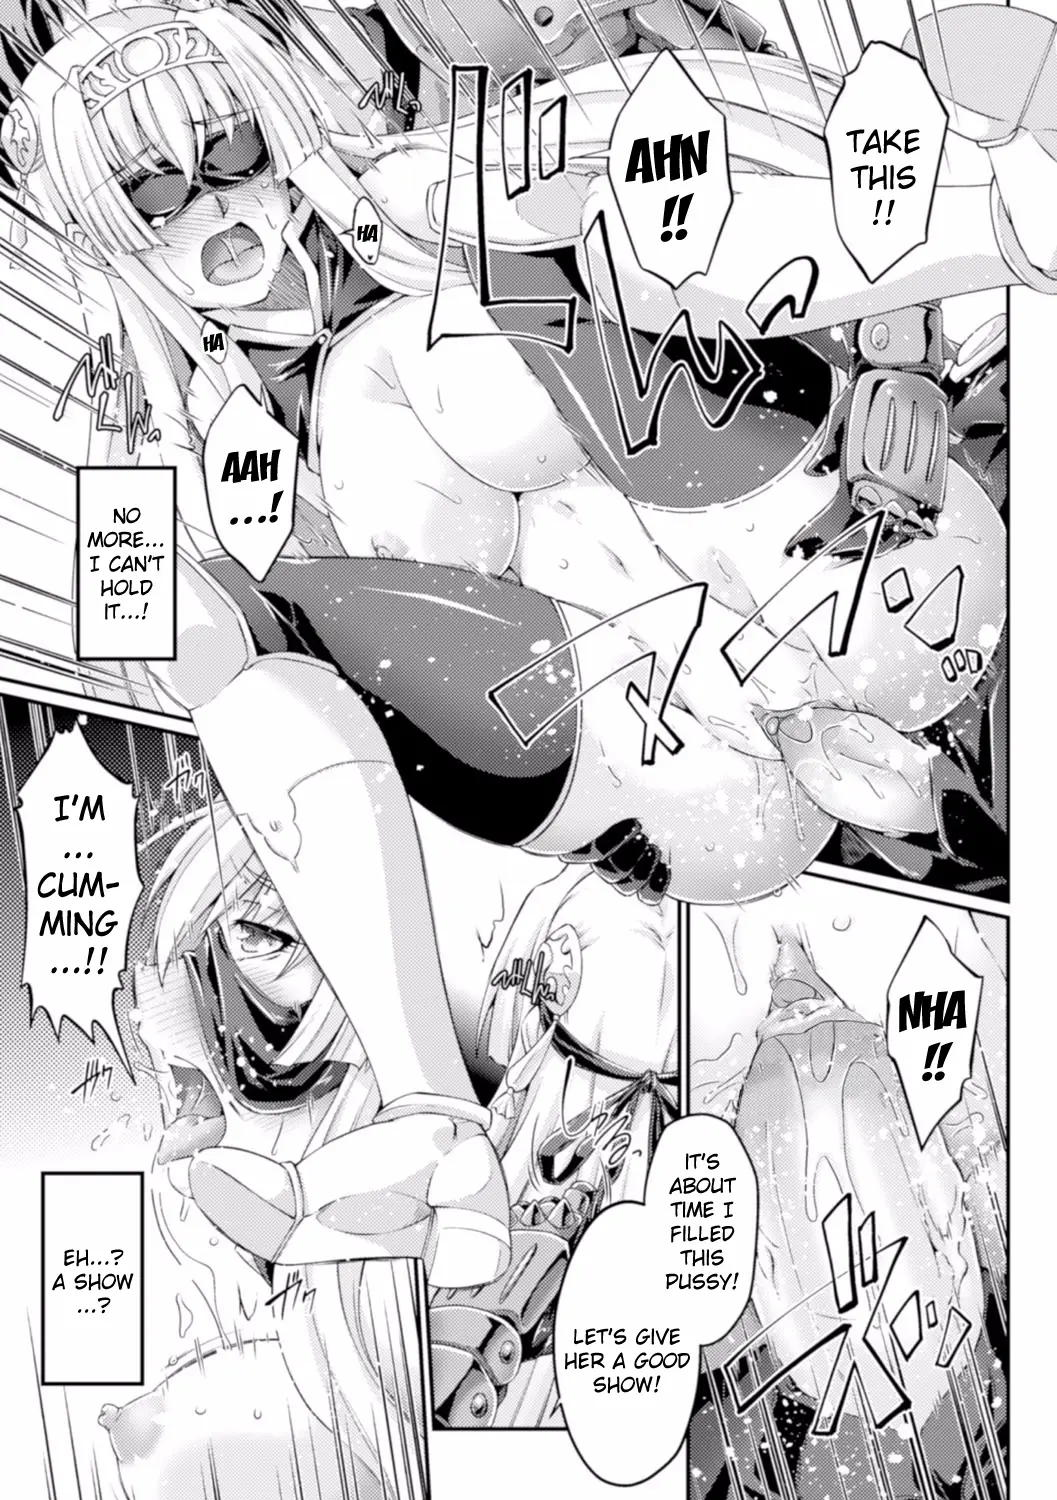 TAKE
THIS
!!
AHN
!!
HA
HA
AAH
...!
NO
MORE...
I CAN'T
HOLD
IT...!
NHA
!!
IT'S
ABOUT
TIME I
FILLED
THIS
PUSSY!
LET'S GIVE
HER A GOOD
SHOW!
I'M
...
CUM-
MING
...!!
EH...?
A SHOW
...?